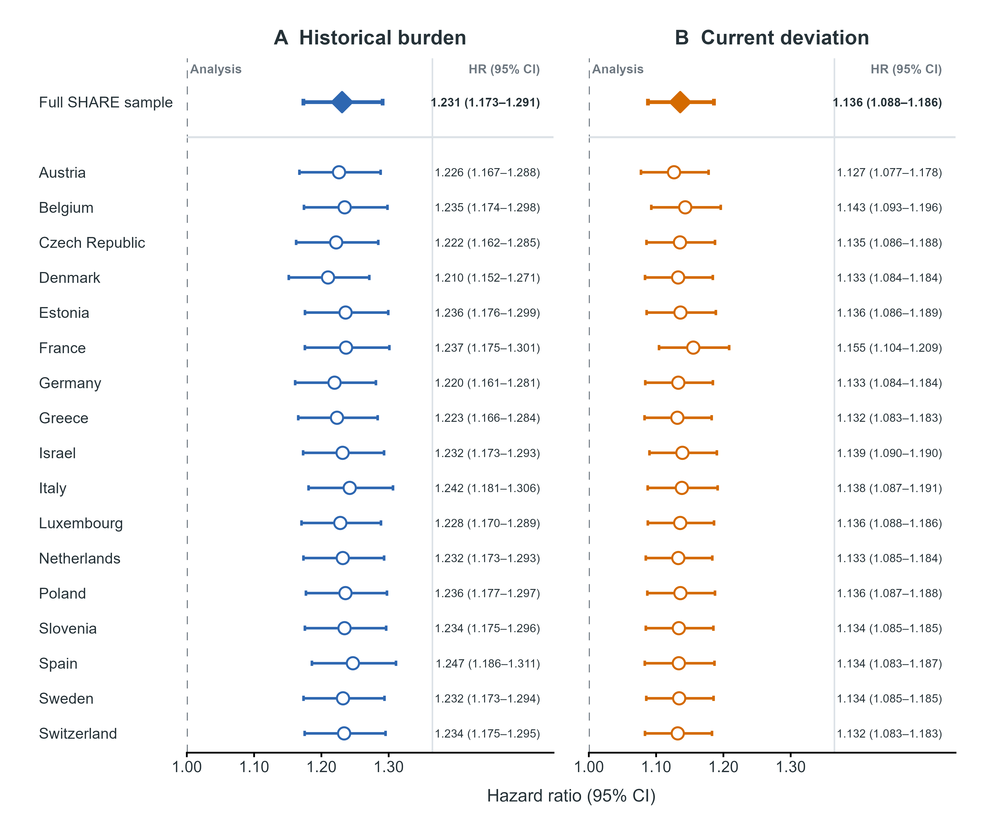 A Historical burden B Current deviation
Analysis HR (95% CI) Analysis HR (95% CI)
Full SHARE sample 1.231 (1.173–1.291) 1.136 (1.088–1.186)
Austria 1.226 (1.167–1.288) 1.127 (1.077–1.178)
Belgium 1.235 (1.174–1.298) 1.143 (1.093–1.196)
Czech Republic 1.222 (1.162–1.285) 1.135 (1.086–1.188)
Denmark 1.210 (1.152–1.271) 1.133 (1.084–1.184)
Estonia 1.236 (1.176–1.299) 1.136 (1.086–1.189)
France 1.237 (1.175–1.301) 1.155 (1.104–1.209)
Germany 1.220 (1.161–1.281) 1.133 (1.084–1.184)
Greece 1.223 (1.166–1.284) 1.132 (1.083–1.183)
Israel 1.232 (1.173–1.293) 1.139 (1.090–1.190)
Italy 1.242 (1.181–1.306) 1.138 (1.087–1.191)
Luxembourg 1.228 (1.170–1.289) 1.136 (1.088–1.186)
Netherlands 1.232 (1.173–1.293) 1.133 (1.085–1.184)
Poland 1.236 (1.177–1.297) 1.136 (1.087–1.188)
Slovenia 1.234 (1.175–1.296) 1.134 (1.085–1.185)
Spain 1.247 (1.186–1.311) 1.134 (1.083–1.187)
Sweden 1.232 (1.173–1.294) 1.134 (1.085–1.185)
Switzerland 1.234 (1.175–1.295) 1.132 (1.083–1.183)
1.00 1.10 1.20 1.30 1.00 1.10 1.20 1.30
Hazard ratio (95% CI)